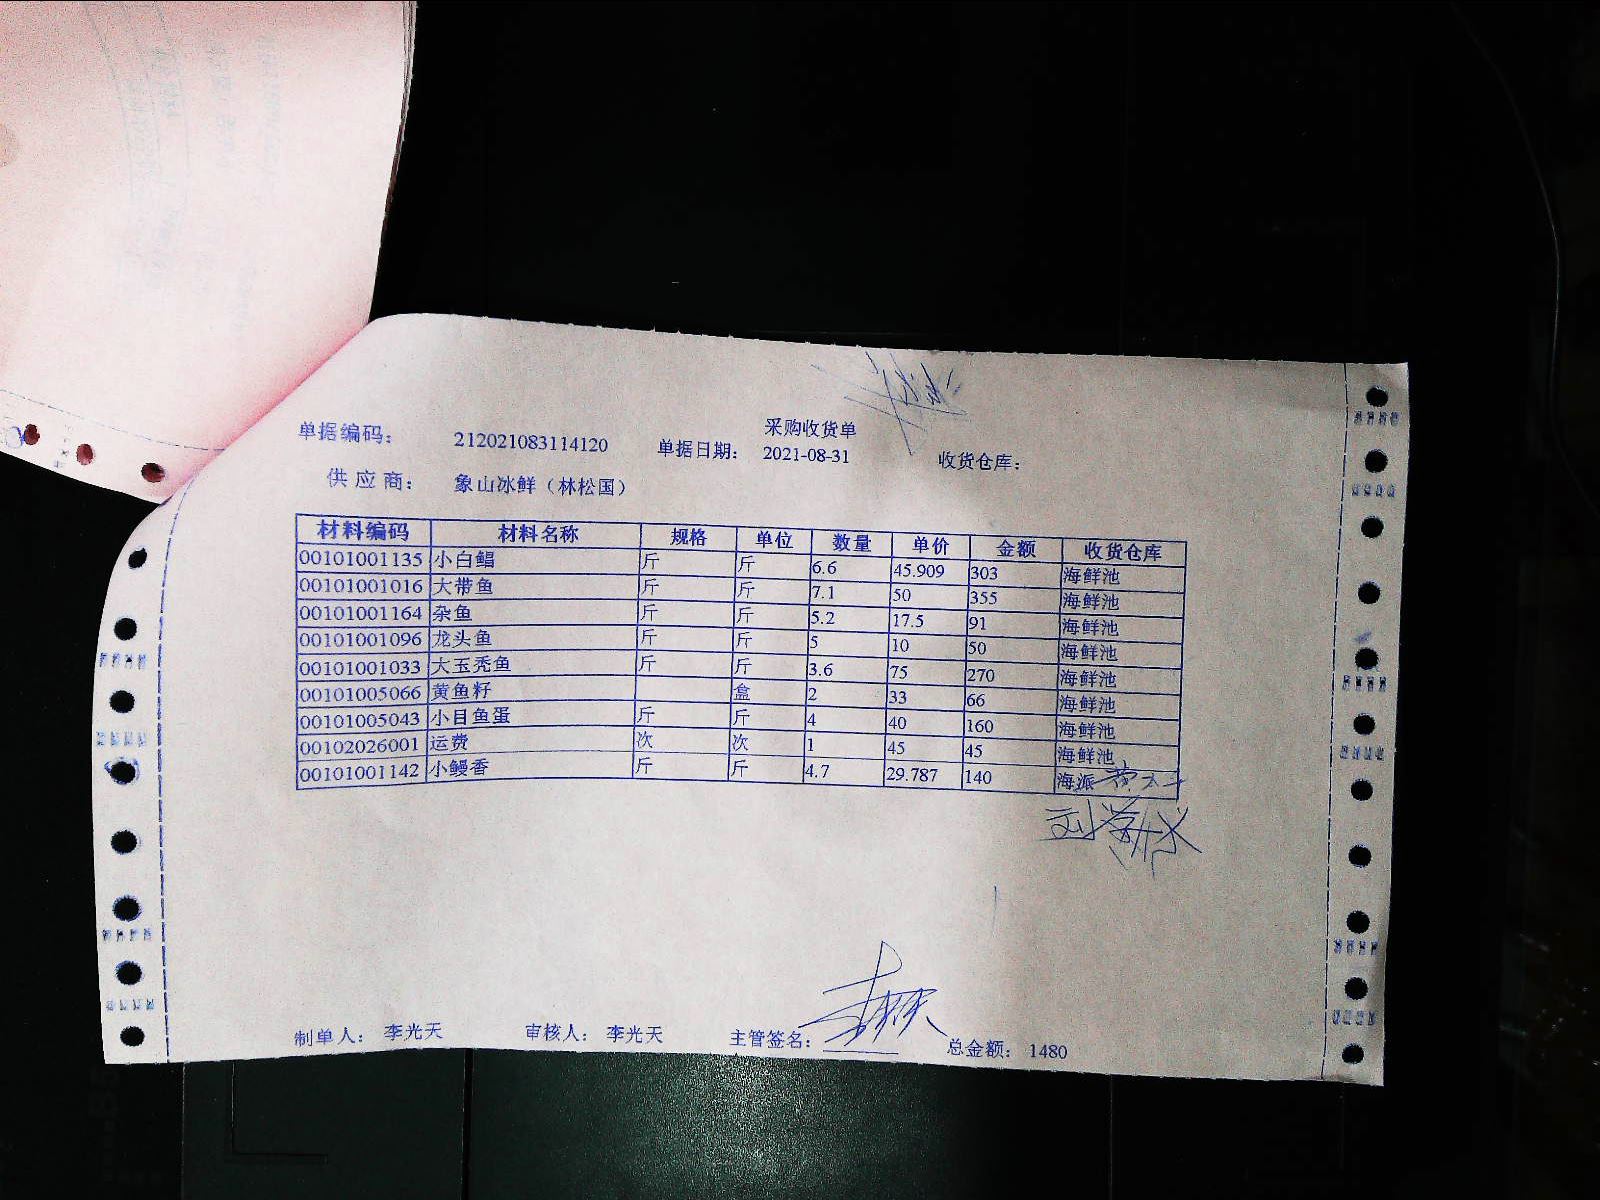 采购收货单
单据编码: 212021083114120 单据日期: 2021-08-31 收货仓库:
供应商: 象山冰鲜(林松国)
材料编码 材料名称 规格 单位 数量 单价 金额 收货仓库
00101001135 小白鲳 斤 斤 6.6 45.909 303 海鲜池
00101001016 大带鱼 斤 斤 7.1 50 355 海鲜池
00101001164 杂鱼 斤 斤 5.2 17.5 91 海鲜池
00101001096 龙头鱼 斤 斤 5 10 50 海鲜池
00101001033 大玉秃鱼 斤 斤 3.6 75 270 海鲜池
00101005066 黄鱼籽 盒 2 33 66 海鲜池
00101005043 小目鱼蛋 斤 斤 4 40 160 海鲜池
00102026001 运费 次 次 1 45 45 海鲜池
00101001142 小鳗香 斤 斤 4.7 29.787 140 海派
制单人: 李光天 审核人: 李光天 主管签名: 总金额: 1480